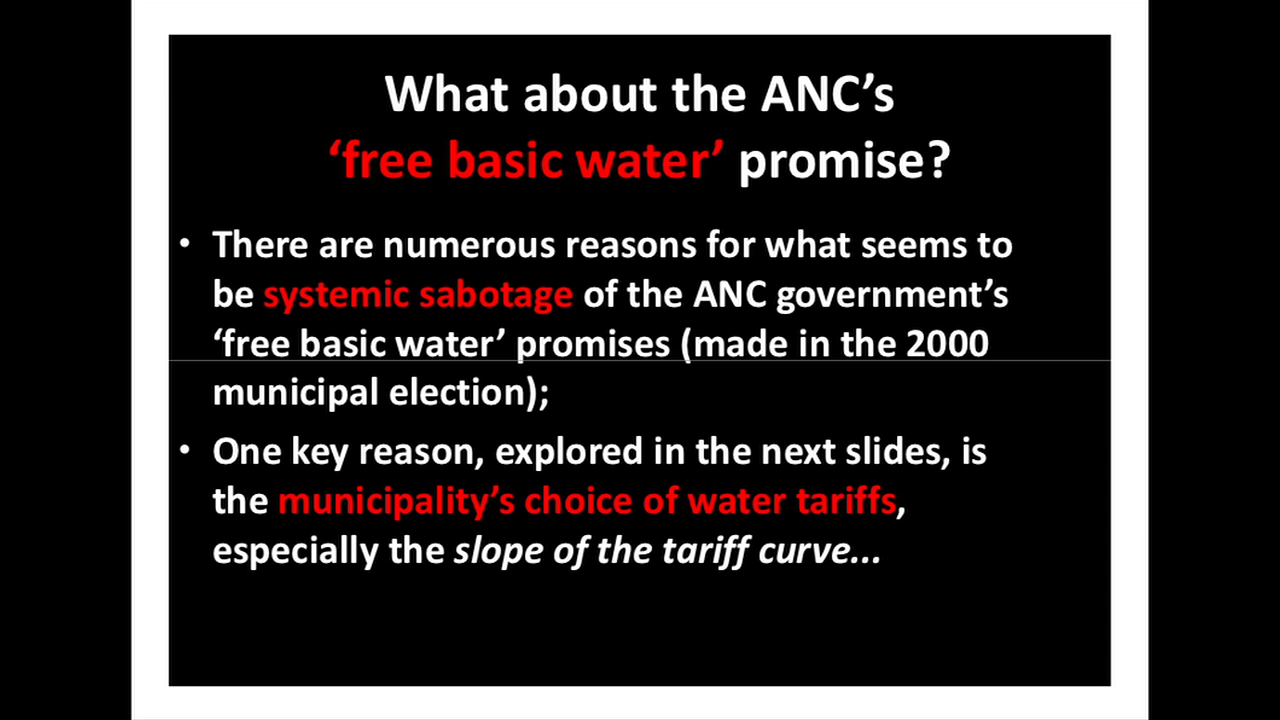 What about the ANC’s
‘free basic water’ promise?
• There are numerous reasons for what seems to
be systemic sabotage of the ANC government’s
‘free basic water’ promises (made in the 2000
municipal election);
• One key reason, explored in the next slides, is
the municipality’s choice of water tariffs,
especially the slope of the tariff curve...